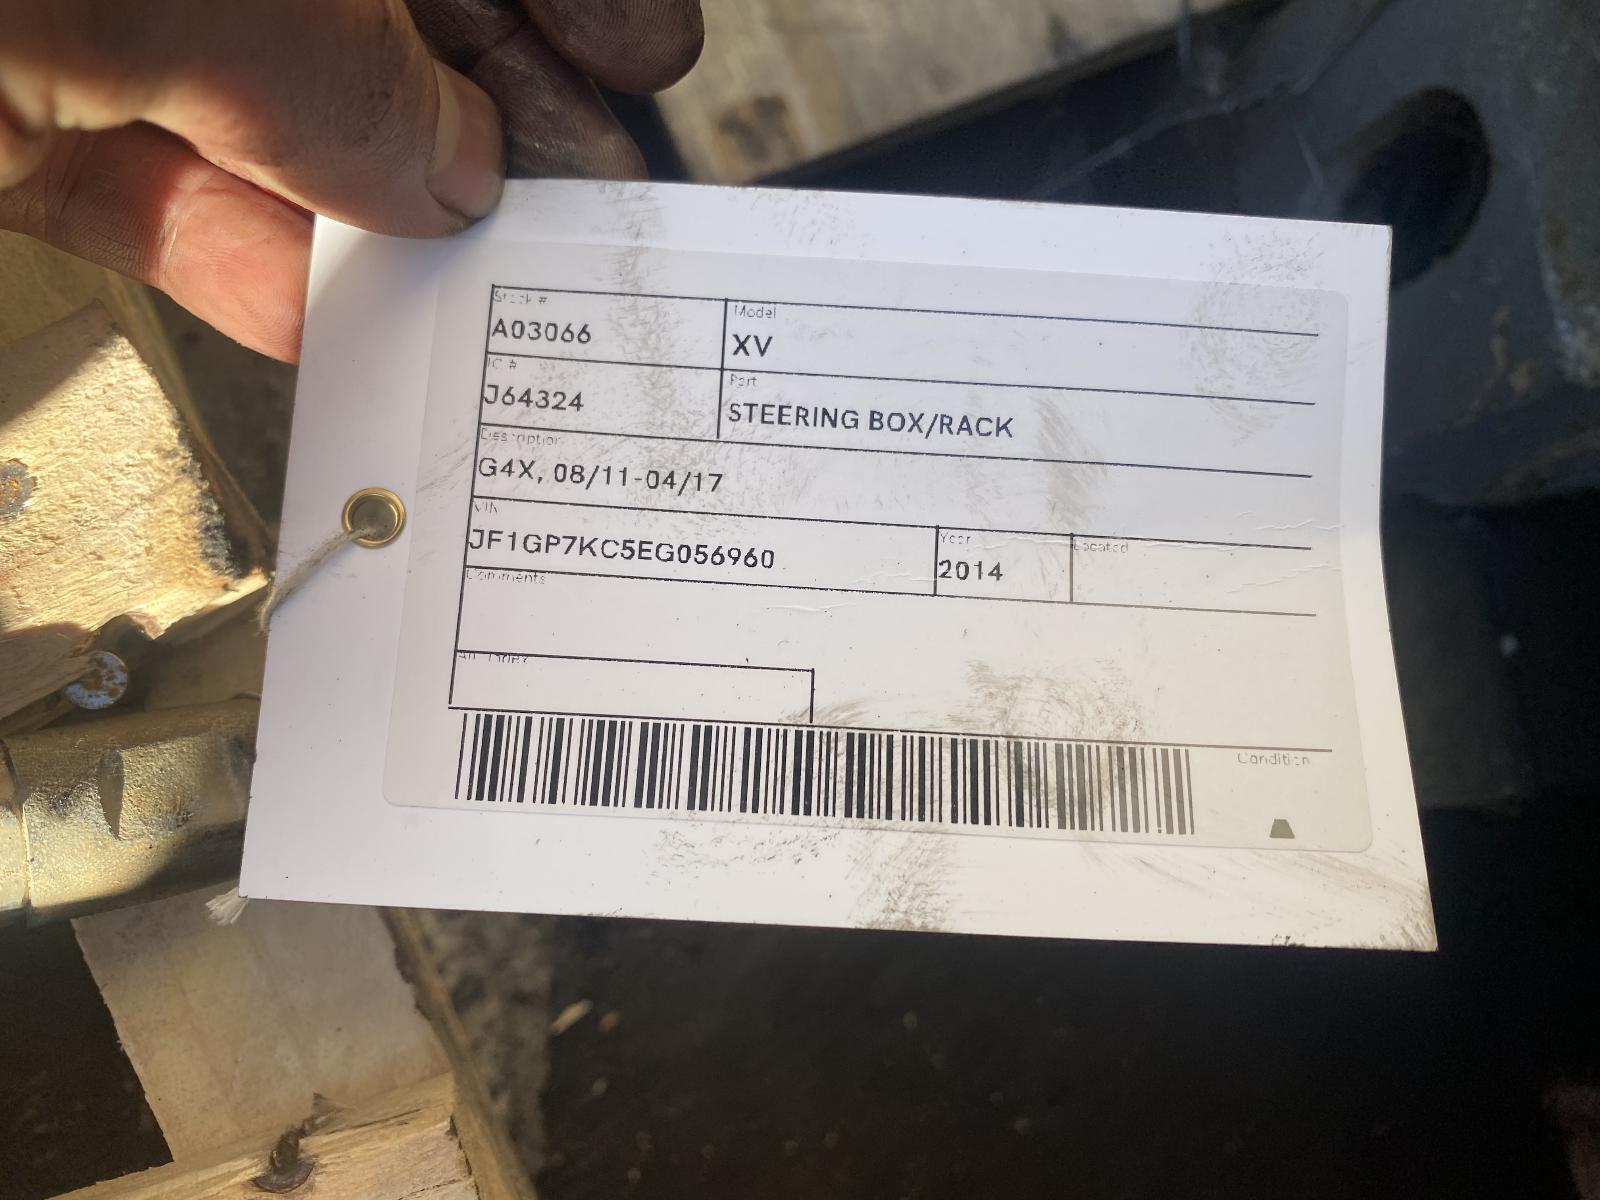 Stock #
A03066
Model
XV
IC #
J64324
Part
STEERING BOX/RACK
Description
G4X, 08/11-04/17
VIN
JF1GP7KC5EG056960
Year
2014
Located
Comments
Index
Condition